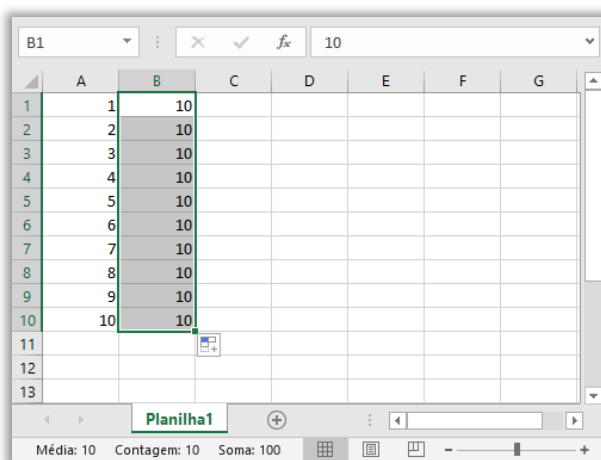 B1 fx 10
A B C D E F G
1 1 10
2 2 10
3 3 10
4 4 10
5 5 10
6 6 10
7 7 10
8 8 10
9 9 10
10 10 10
11
12
13
Planilha1
Média: 10 Contagem: 10 Soma: 100